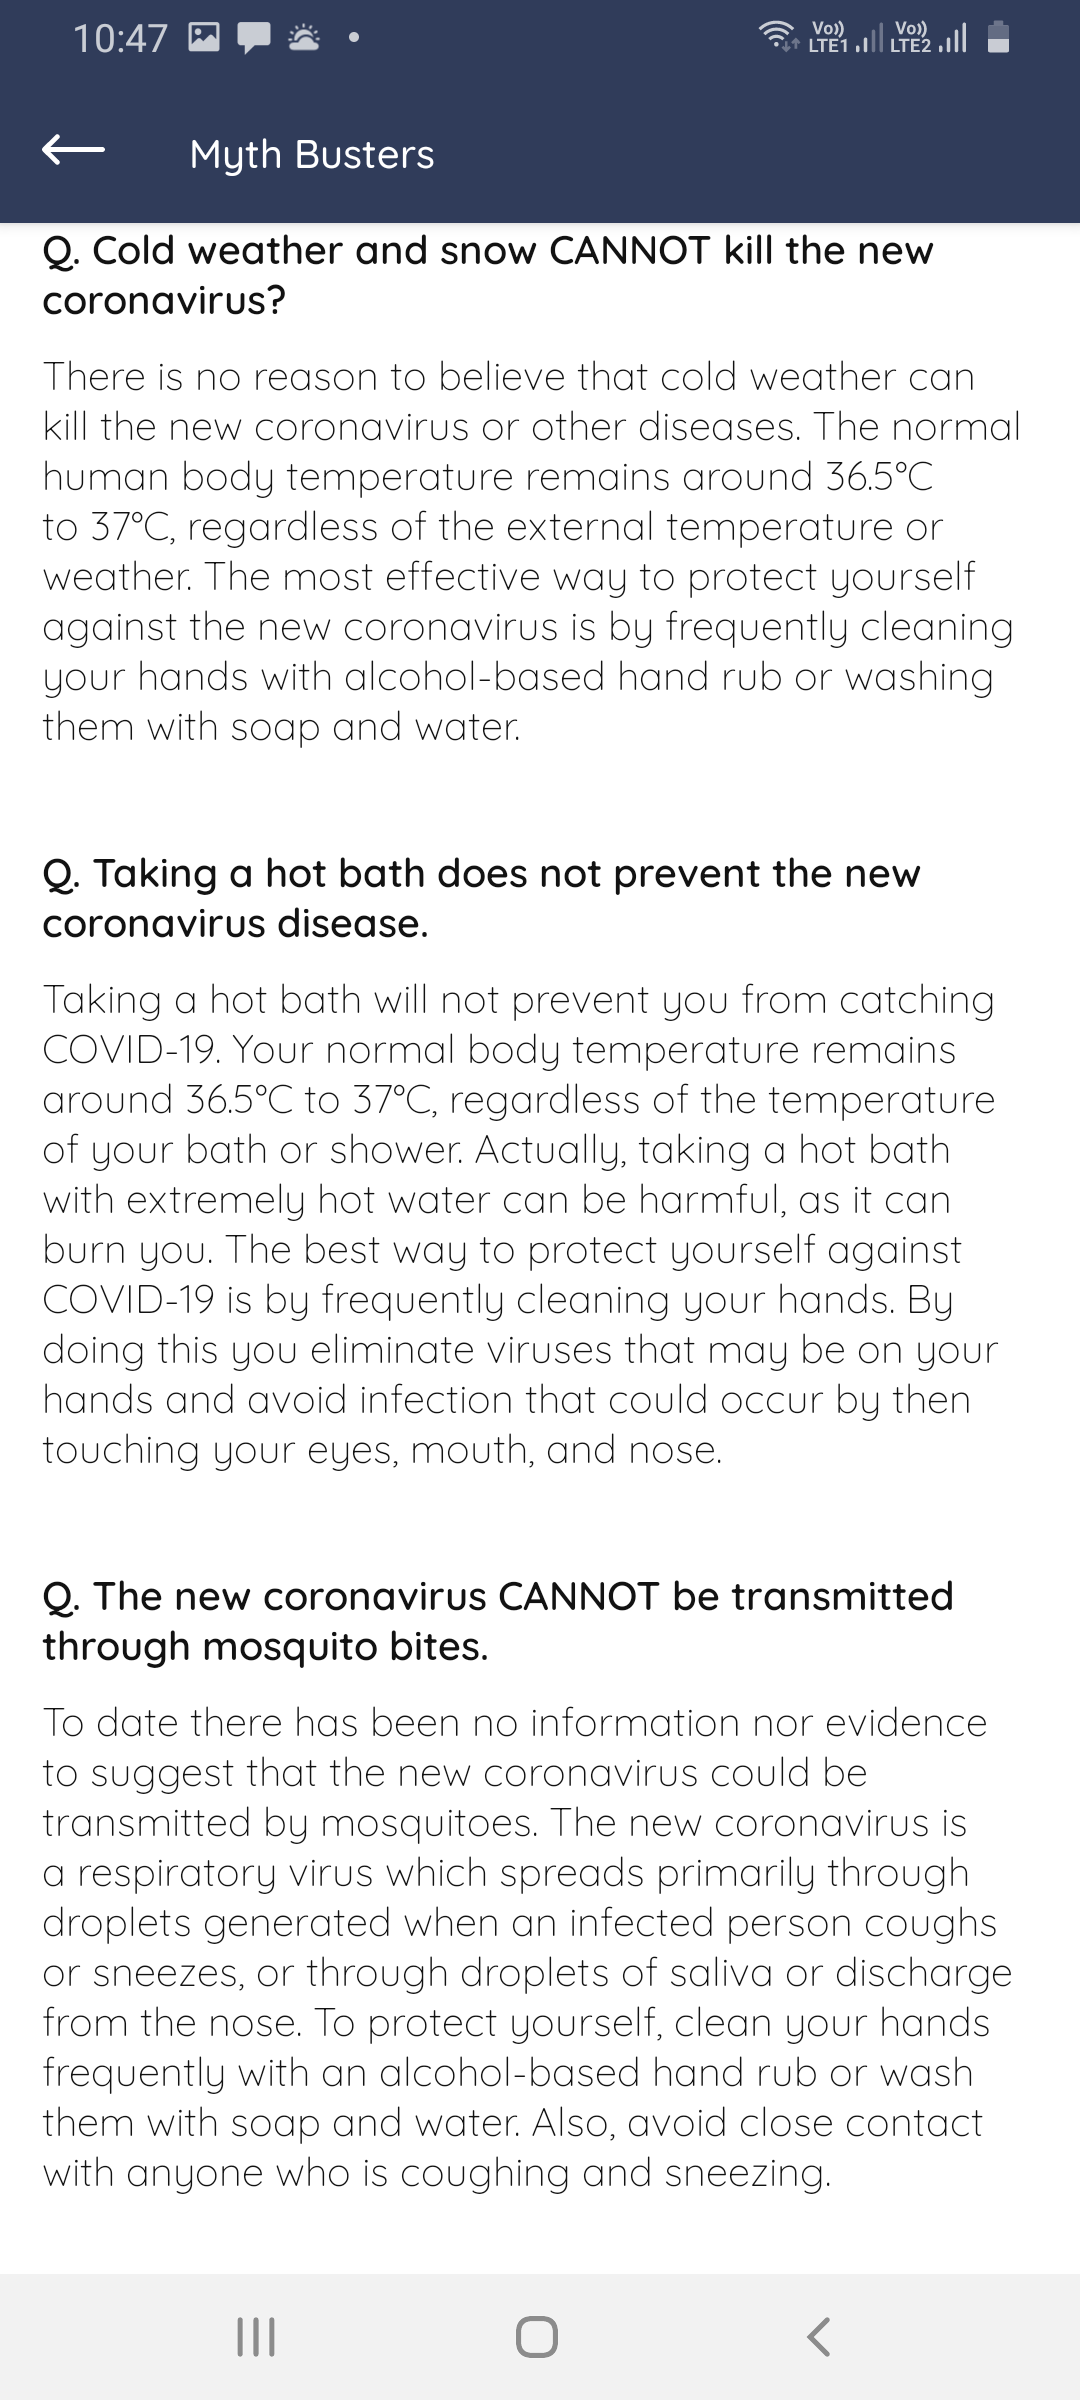 10:47
Vo)) LTE1 Vo)) LTE2
Myth Busters
Q. Cold weather and snow CANNOT kill the new
coronavirus?
There is no reason to believe that cold weather can
kill the new coronavirus or other diseases. The normal
human body temperature remains around 36.5°C
to 37°C, regardless of the external temperature or
weather. The most effective way to protect yourself
against the new coronavirus is by frequently cleaning
your hands with alcohol-based hand rub or washing
them with soap and water.
Q. Taking a hot bath does not prevent the new
coronavirus disease.
Taking a hot bath will not prevent you from catching
COVID-19. Your normal body temperature remains
around 36.5°C to 37°C, regardless of the temperature
of your bath or shower. Actually, taking a hot bath
with extremely hot water can be harmful, as it can
burn you. The best way to protect yourself against
COVID-19 is by frequently cleaning your hands. By
doing this you eliminate viruses that may be on your
hands and avoid infection that could occur by then
touching your eyes, mouth, and nose.
Q. The new coronavirus CANNOT be transmitted
through mosquito bites.
To date there has been no information nor evidence
to suggest that the new coronavirus could be
transmitted by mosquitoes. The new coronavirus is
a respiratory virus which spreads primarily through
droplets generated when an infected person coughs
or sneezes, or through droplets of saliva or discharge
from the nose. To protect yourself, clean your hands
frequently with an alcohol-based hand rub or wash
them with soap and water. Also, avoid close contact
with anyone who is coughing and sneezing.